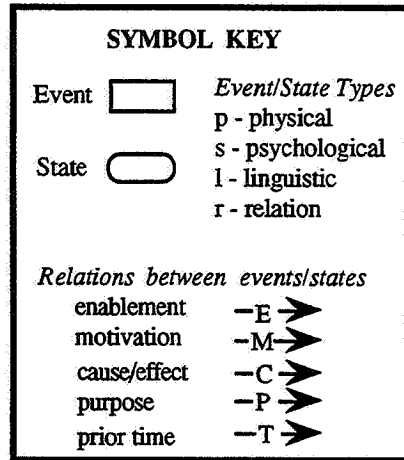 SYMBOL KEY
Event
State
Event/State Types
p - physical
s - psychological
l - linguistic
r - relation
Relations between events/states
enablement -E→
motivation -M→
cause/effect -C→
purpose -P→
prior time -T→